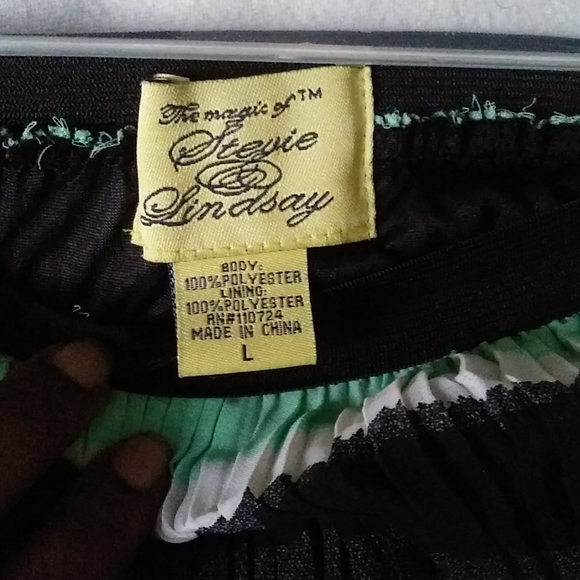 The magic of™
Stevie
&
Lindsay
BODY:
100%POLYESTER
LINING:
100%POLYESTER
RN#110724
MADE IN CHINA
L